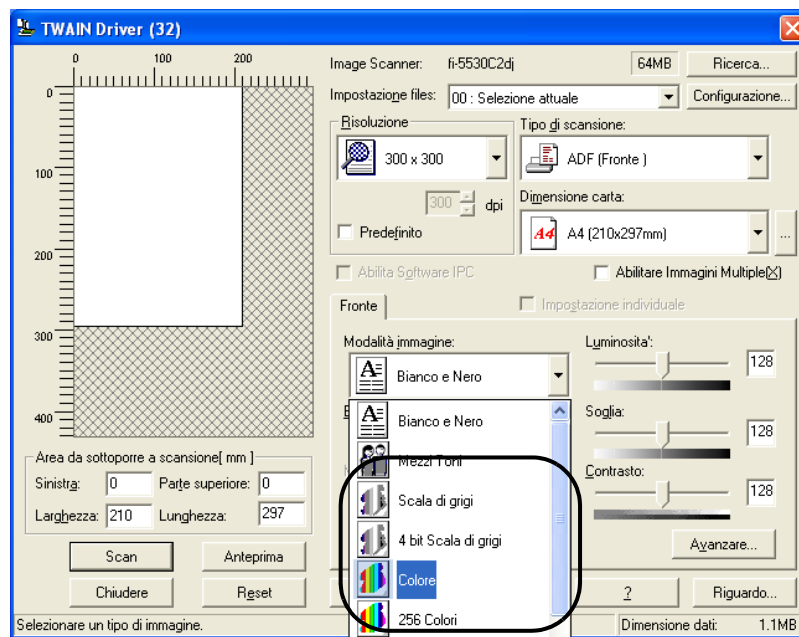 TWAIN Driver (32)
0 100 200
0
100
200
300
400
Image Scanner: fi-5530C2dj 64MB Ricerca...
Impostazione files: 00 : Selezione attuale Configurazione...
Risoluzione
300 x 300
300 dpi
Predefinito
Tipo di scansione:
ADF (Fronte )
Dimensione carta:
A4 A4 (210x297mm) ...
Abilita Software IPC
Abilitare Immagini Multiple(X)
Fronte
Impostazione individuale
Modalità immagine:
Bianco e Nero
Bianco e Nero
Mezzi Toni
Scala di grigi
4 bit Scala di grigi
Colore
256 Colori
Luminosita':
128
Soglia:
128
Contrasto:
128
Avanzare...
Area da sottoporre a scansione[ mm ]
Sinistra: 0 Parte superiore: 0
Larghezza: 210 Lunghezza: 297
Scan Anteprima
Chiudere Reset
? Riguardo...
Selezionare un tipo di immagine.
Dimensione dati: 1.1MB